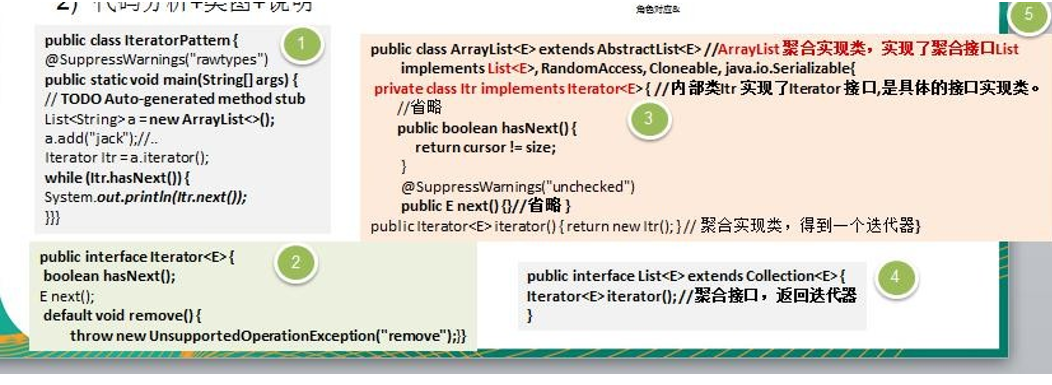 2) 代码分析+类图+说明
角色对应&
5
public class IteratorPattern {
1
@SuppressWarnings("rawtypes")
public static void main(String[] args) {
// TODO Auto-generated method stub
List<String> a = new ArrayList<>();
a.add("jack");//..
Iterator Itr = a.iterator();
while (Itr.hasNext()) {
System.out.println(Itr.next());
}}}
public class ArrayList<E> extends AbstractList<E> //ArrayList 聚合实现类，实现了聚合接口List
implements List<E>, RandomAccess, Cloneable, java.io.Serializable{
private class Itr implements Iterator<E> { //内部类Itr 实现了Iterator 接口,是具体的接口实现类。
//省略
3
public boolean hasNext() {
return cursor != size;
}
@SuppressWarnings("unchecked")
public E next() {}//省略 }
public Iterator<E> iterator() { return new Itr(); } // 聚合实现类，得到一个迭代器}
public interface Iterator<E> {
2
boolean hasNext();
E next();
default void remove() {
throw new UnsupportedOperationException("remove");}}
public interface List<E> extends Collection<E> {
4
Iterator<E> iterator(); //聚合接口，返回迭代器
}